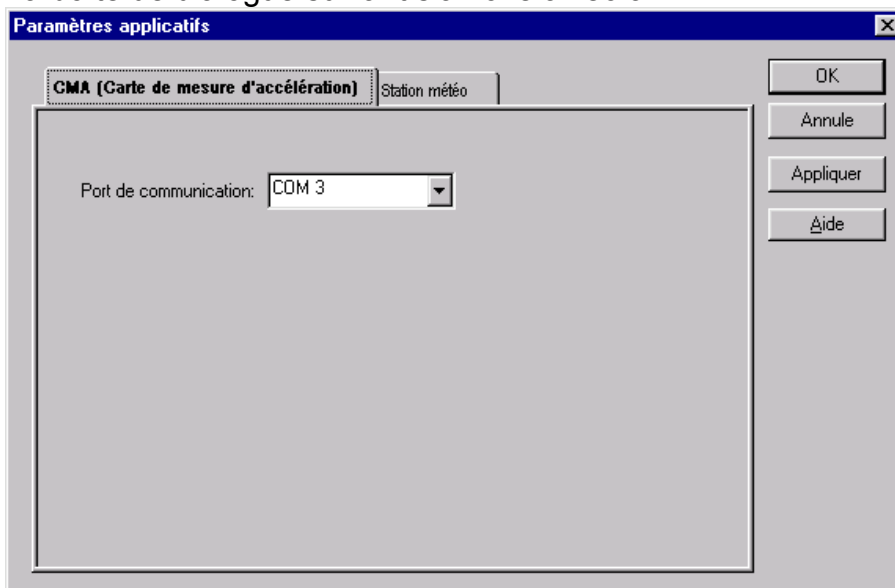 Paramètres applicatifs
CMA (Carte de mesure d'accélération)
Station météo
Port de communication:
COM 3
OK
Annule
Appliquer
Aide